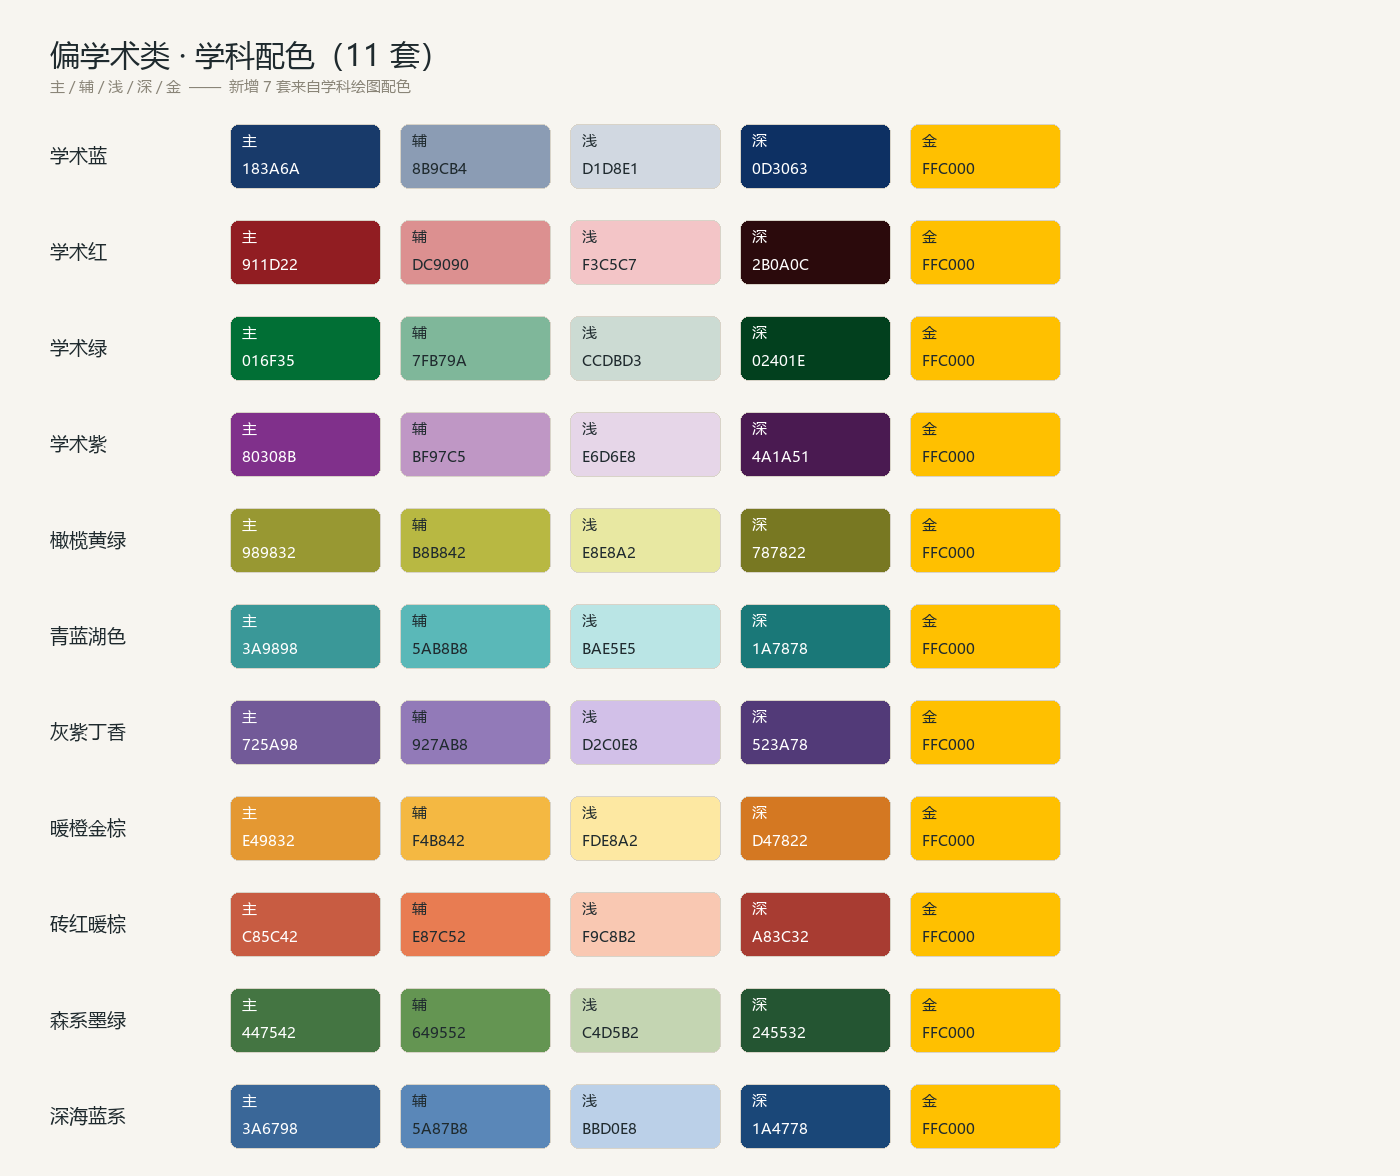 偏学术类 · 学科配色（11 套）
主 / 辅 / 浅 / 深 / 金 —— 新增 7 套来自学科绘图配色
学术蓝 主 183A6A 辅 8B9CB4 浅 D1D8E1 深 0D3063 金 FFC000
学术红 主 911D22 辅 DC9090 浅 F3C5C7 深 2B0A0C 金 FFC000
学术绿 主 016F35 辅 7FB79A 浅 CCDBD3 深 02401E 金 FFC000
学术紫 主 80308B 辅 BF97C5 浅 E6D6E8 深 4A1A51 金 FFC000
橄榄黄绿 主 989832 辅 B8B842 浅 E8E8A2 深 787822 金 FFC000
青蓝湖色 主 3A9898 辅 5AB8B8 浅 BAE5E5 深 1A7878 金 FFC000
灰紫丁香 主 725A98 辅 927AB8 浅 D2C0E8 深 523A78 金 FFC000
暖橙金棕 主 E49832 辅 F4B842 浅 FDE8A2 深 D47822 金 FFC000
砖红暖棕 主 C85C42 辅 E87C52 浅 F9C8B2 深 A83C32 金 FFC000
森系墨绿 主 447542 辅 649552 浅 C4D5B2 深 245532 金 FFC000
深海蓝系 主 3A6798 辅 5A87B8 浅 BBD0E8 深 1A4778 金 FFC000